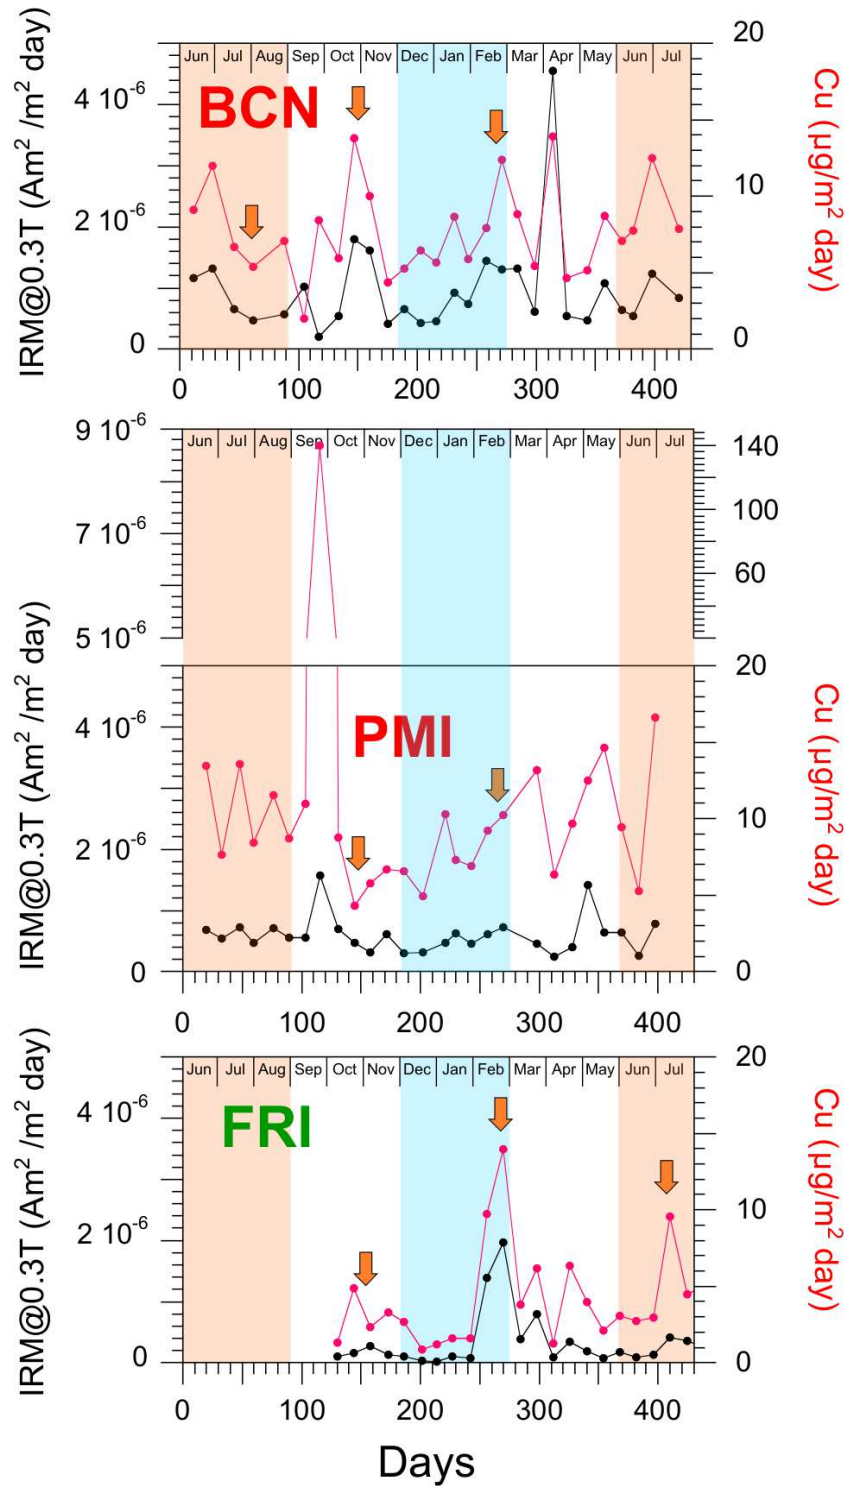 IRM@0.3T (Am² /m² day)
4 10⁻⁶
2 10⁻⁶
0
Jun Jul Aug Sep Oct Nov Dec Jan Feb Mar Apr May Jun Jul
BCN
20
10
0
Cu (µg/m² day)
0 100 200 300 400
IRM@0.3T (Am² /m² day)
9 10⁻⁶
7 10⁻⁶
5 10⁻⁶
4 10⁻⁶
2 10⁻⁶
0
Jun Jul Aug Sep Oct Nov Dec Jan Feb Mar Apr May Jun Jul
PMI
140
100
60
20
10
0
Cu (µg/m² day)
0 100 200 300 400
IRM@0.3T (Am² /m² day)
4 10⁻⁶
2 10⁻⁶
0
Jun Jul Aug Sep Oct Nov Dec Jan Feb Mar Apr May Jun Jul
FRI
20
10
0
Cu (µg/m² day)
0 100 200 300 400
Days